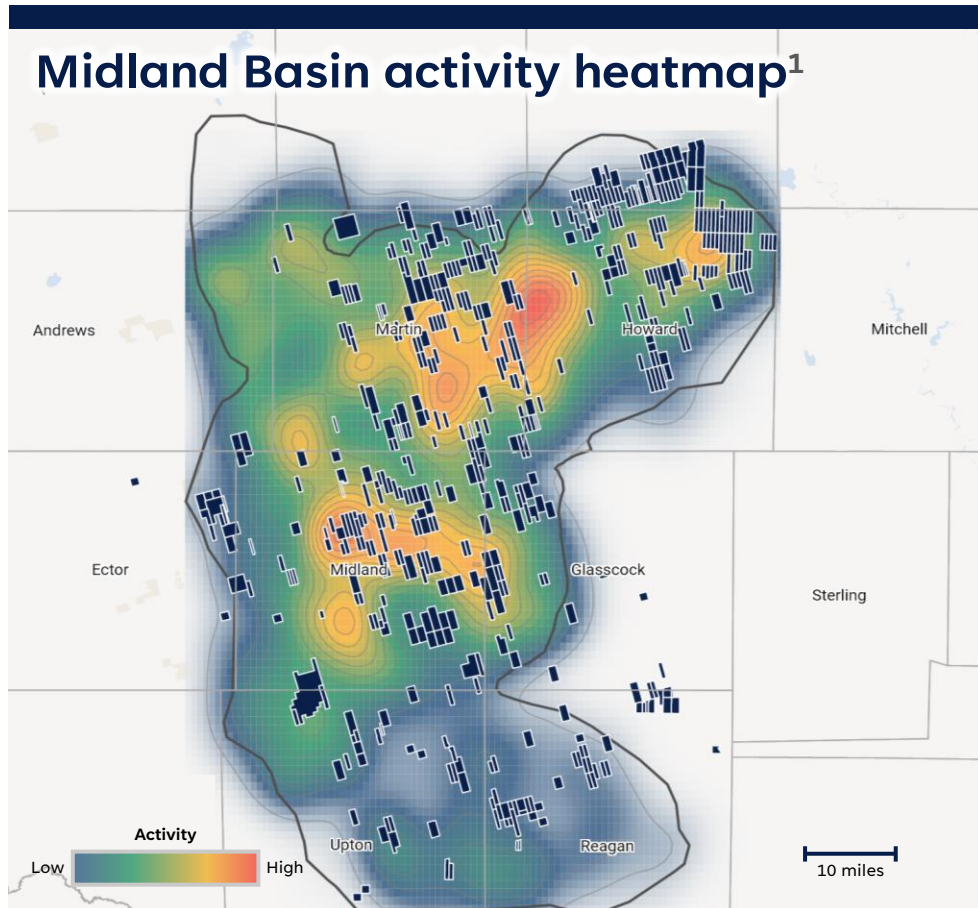 Midland Basin activity heatmap¹
Andrews
Martin
Howard
Mitchell
Ector
Midland
Glasscock
Sterling
Activity
Low
High
Upton
Reagan
10 miles